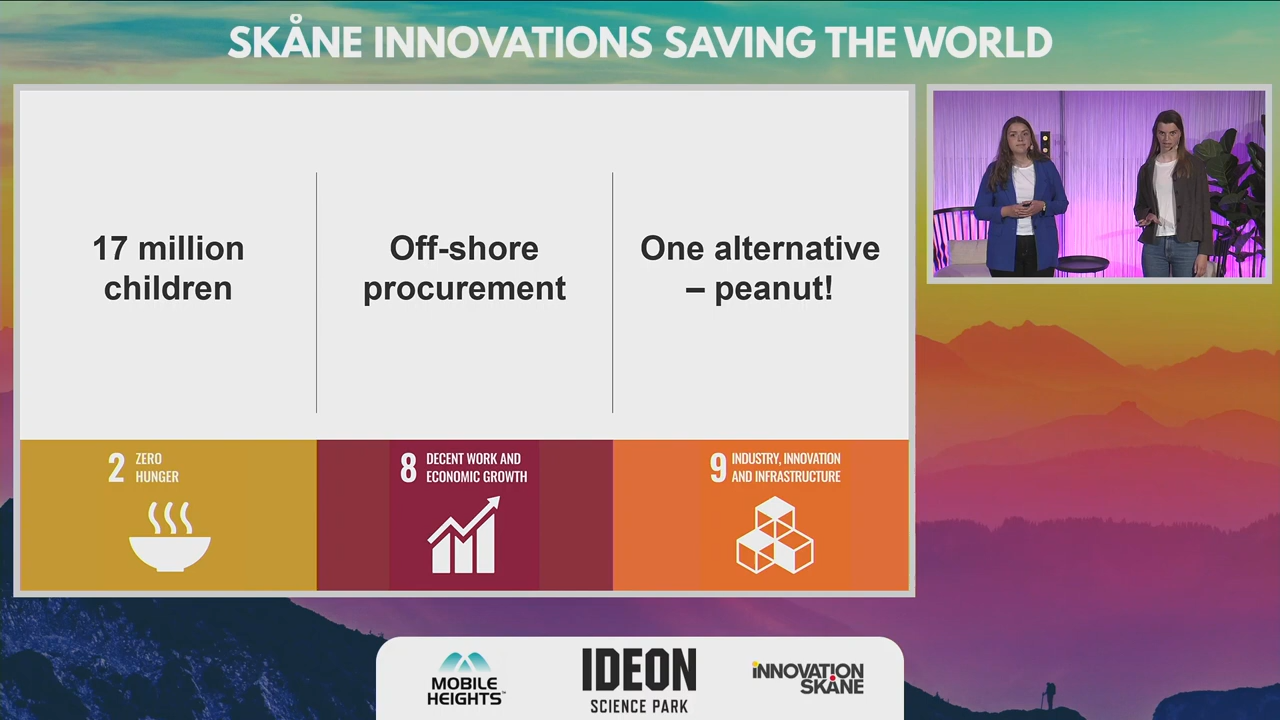 SKÅNE INNOVATIONS SAVING THE WORLD
17 million
children
Off-shore
procurement
One alternative
– peanut!
2 ZERO
HUNGER
8 DECENT WORK AND
ECONOMIC GROWTH
9 INDUSTRY, INNOVATION
AND INFRASTRUCTURE
MOBILE
HEIGHTS™
IDEON
SCIENCE PARK
INNOVATION
SKÅNE